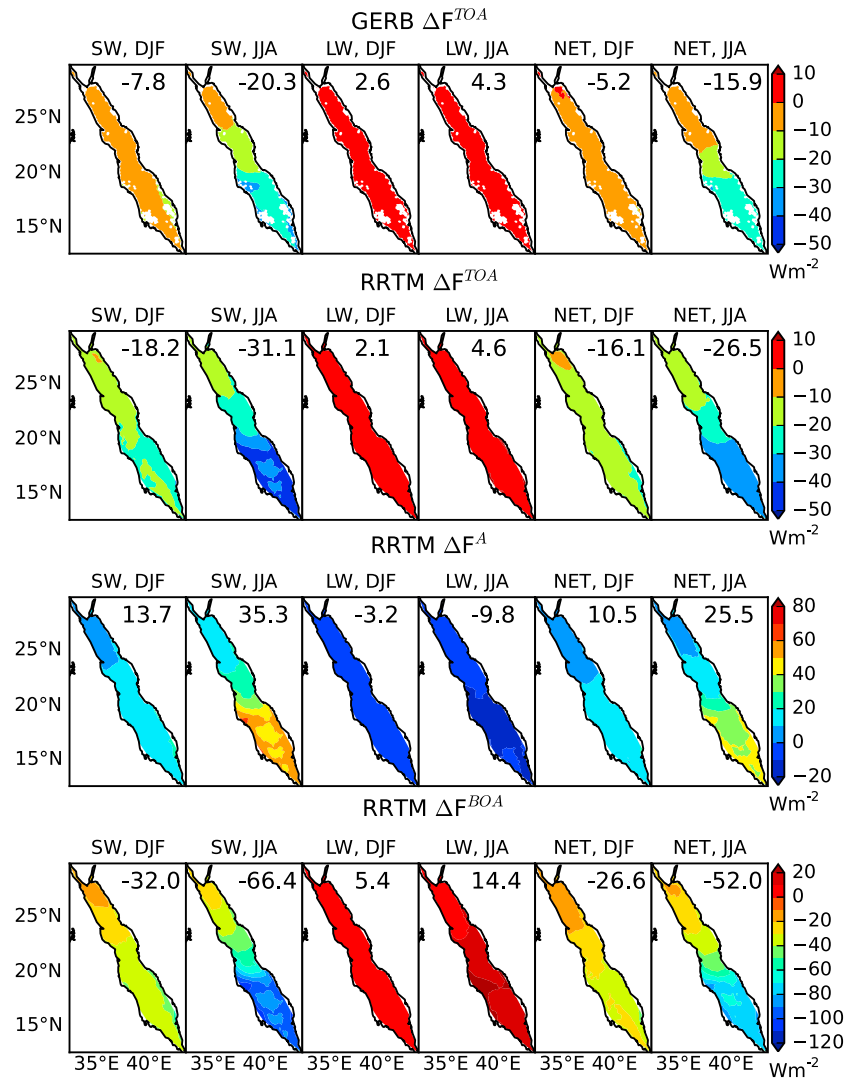 GERB ΔF^TOA
SW, DJF SW, JJA LW, DJF LW, JJA NET, DJF NET, JJA
-7.8 -20.3 2.6 4.3 -5.2 -15.9
25°N
20°N
15°N
10
0
−10
−20
−30
−40
−50
Wm^-2
RRTM ΔF^TOA
SW, DJF SW, JJA LW, DJF LW, JJA NET, DJF NET, JJA
-18.2 -31.1 2.1 4.6 -16.1 -26.5
25°N
20°N
15°N
10
0
−10
−20
−30
−40
−50
Wm^-2
RRTM ΔF^A
SW, DJF SW, JJA LW, DJF LW, JJA NET, DJF NET, JJA
13.7 35.3 -3.2 -9.8 10.5 25.5
25°N
20°N
15°N
80
60
40
20
0
−20
Wm^-2
RRTM ΔF^BOA
SW, DJF SW, JJA LW, DJF LW, JJA NET, DJF NET, JJA
-32.0 -66.4 5.4 14.4 -26.6 -52.0
25°N
20°N
15°N
20
0
−20
−40
−60
−80
−100
−120
Wm^-2
35°E 40°E 35°E 40°E 35°E 40°E 35°E 40°E 35°E 40°E 35°E 40°E